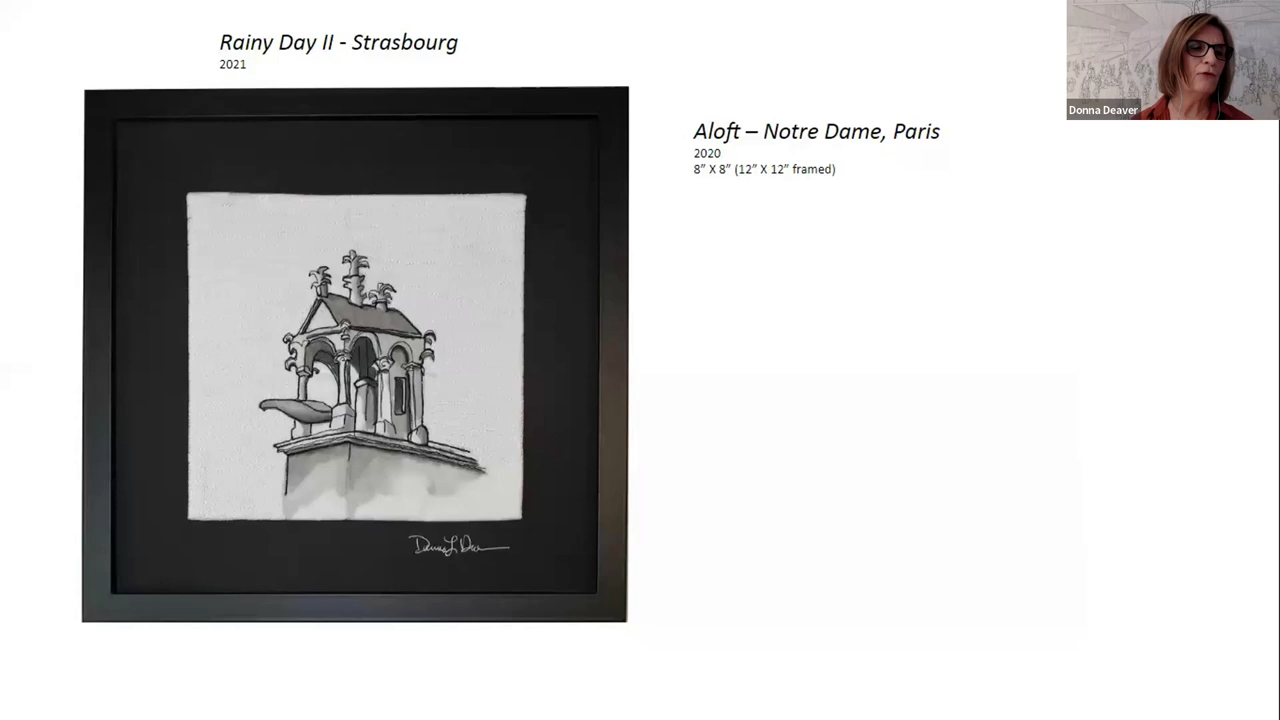 Rainy Day II - Strasbourg
2021
Aloft – Notre Dame, Paris
2020
8" X 8" (12" X 12" framed)
Donna Deaver